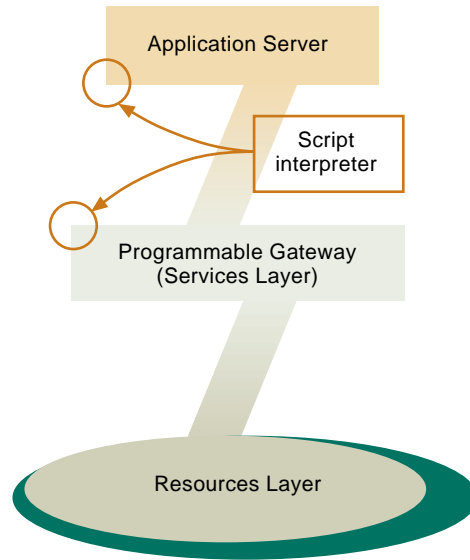 Application Server
Script
interpreter
Programmable Gateway
(Services Layer)
Resources Layer